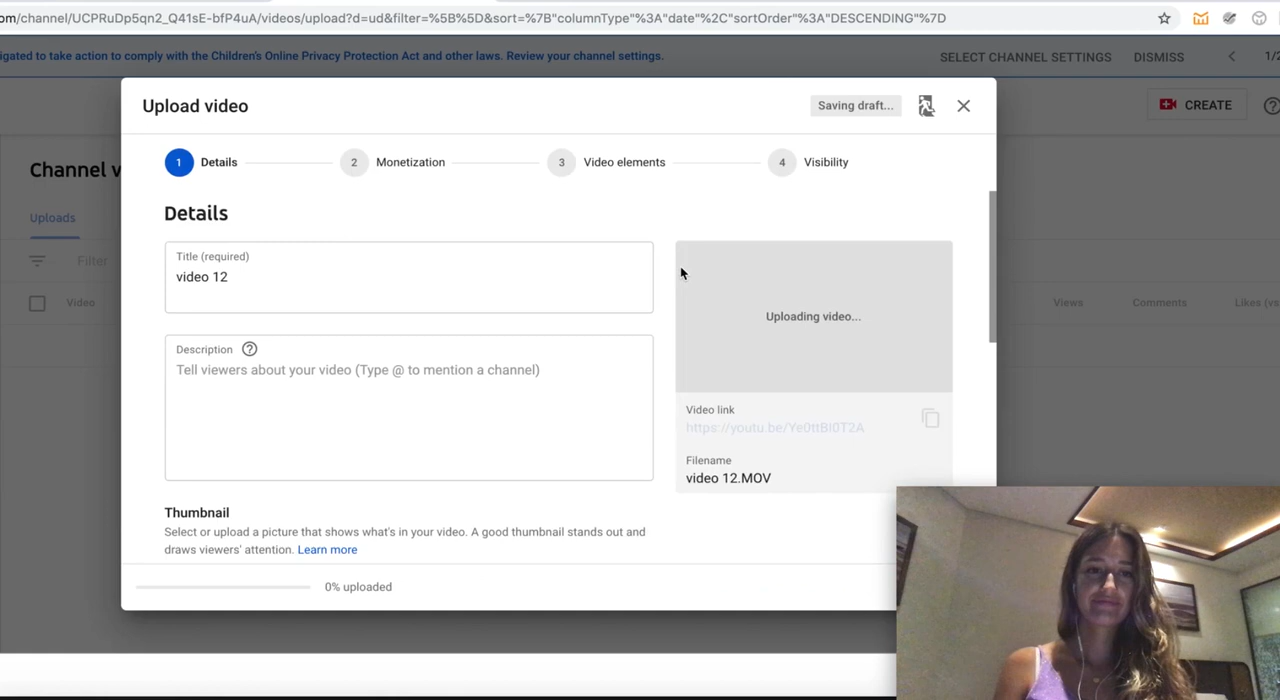 om/channel/UCPRuDp5qn2_Q41sE-bfP4uA/videos/upload?d=ud&filter=%5B%5D&sort=%7B"columnType"%3A"date"%2C"sortOrder"%3A"DESCENDING"%7D
igated to take action to comply with the Children's Online Privacy Protection Act and other laws. Review your channel settings.
SELECT CHANNEL SETTINGS DISMISS 1/2
Upload video
Saving draft...
CREATE
1 Details 2 Monetization 3 Video elements 4 Visibility
Channel v
Uploads
Details
Title (required)
video 12
Filter
Video
Views Comments Likes (vs
Uploading video...
Description
Tell viewers about your video (Type @ to mention a channel)
Video link
https://youtu.be/Ye0ttBI0T2A
Filename
video 12.MOV
Thumbnail
Select or upload a picture that shows what's in your video. A good thumbnail stands out and
draws viewers' attention. Learn more
0% uploaded